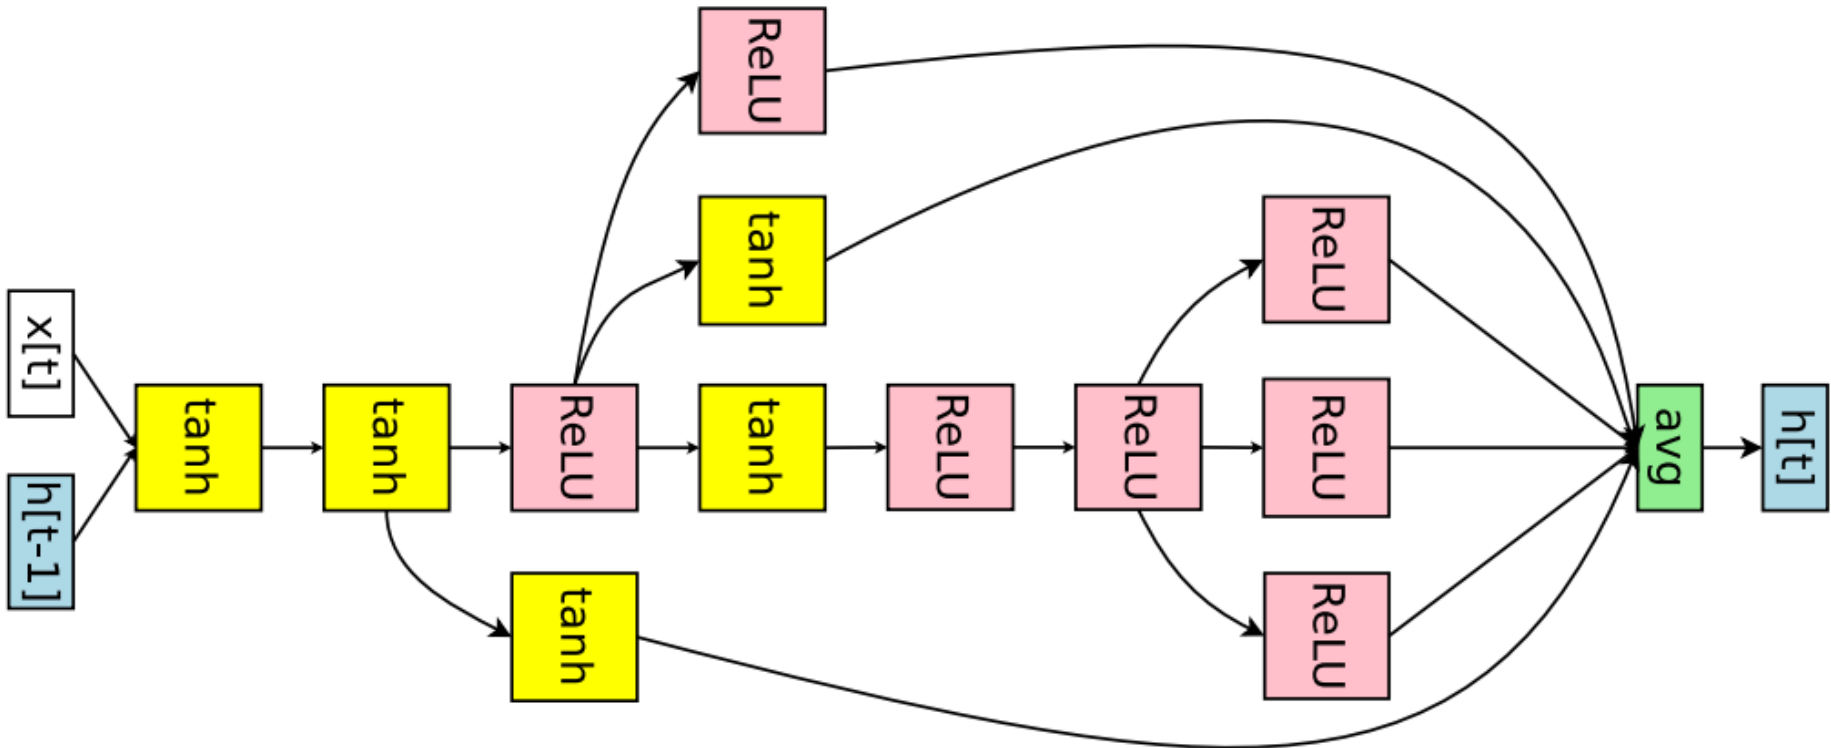 x[t]
h[t-1]
tanh
tanh
ReLU
tanh
ReLU
tanh
tanh
ReLU
ReLU
ReLU
ReLU
ReLU
avg
h[t]